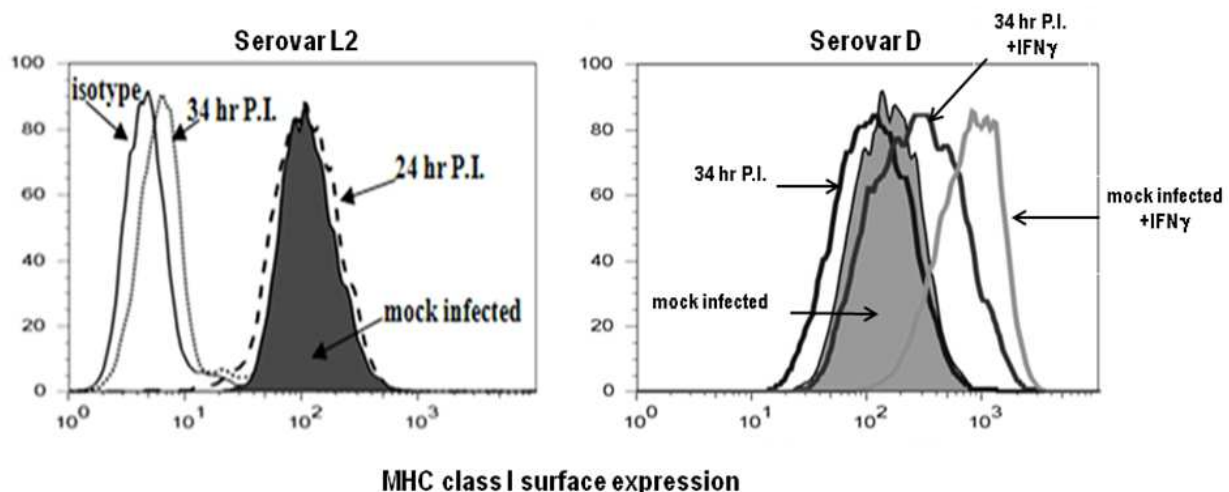 Serovar L2
100
80
60
40
20
0
10⁰
10¹
10²
10³
isotype
34 hr P.I.
24 hr P.I.
mock infected
Serovar D
34 hr P.I.
+IFNγ
100
80
60
40
20
0
10⁰
10¹
10²
10³
34 hr P.I.
mock infected
mock infected
+IFNγ
MHC class I surface expression